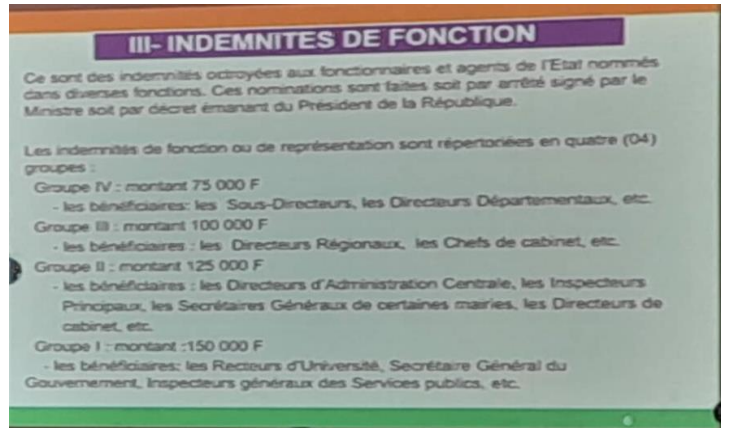 III- INDEMNITES DE FONCTION
Ce sont des indemnités octroyées aux fonctionnaires et agents de l'Etat nommés
dans diverses fonctions. Ces nominations sont faites soit par arrêté signé par le
Ministre soit par décret émanant du Président de la République.
Les indemnités de fonction ou de représentation sont répertoriées en quatre (04)
groupes :
Groupe IV : montant 75 000 F
- les bénéficiaires: les Sous-Directeurs, les Directeurs Départementaux, etc.
Groupe III : montant 100 000 F
- les bénéficiaires : les Directeurs Régionaux, les Chefs de cabinet, etc.
Groupe II : montant 125 000 F
- les bénéficiaires : les Directeurs d'Administration Centrale, les Inspecteurs
Principaux, les Secrétaires Généraux de certaines mairies, les Directeurs de
cabinet, etc.
Groupe I : montant :150 000 F
- les bénéficiaires: les Recteurs d'Université, Secrétaire Général du
Gouvernement, Inspecteurs généraux des Services publics, etc.